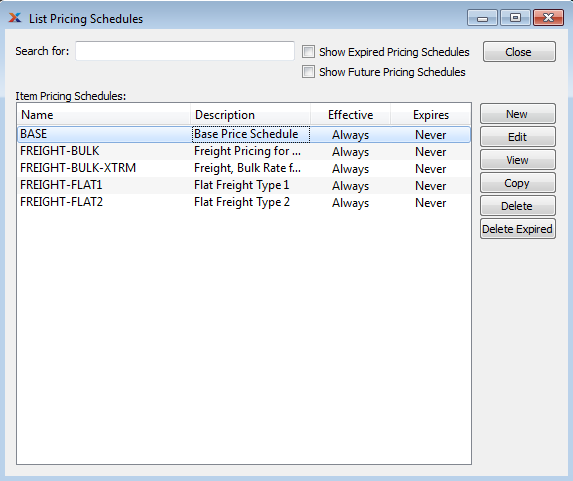 List Pricing Schedules
Search for:
Show Expired Pricing Schedules
Close
Show Future Pricing Schedules
Item Pricing Schedules:
Name Description Effective Expires
New
BASE Base Price Schedule Always Never
Edit
FREIGHT-BULK Freight Pricing for ... Always Never
View
FREIGHT-BULK-XTRM Freight, Bulk Rate f... Always Never
Copy
FREIGHT-FLAT1 Flat Freight Type 1 Always Never
Delete
FREIGHT-FLAT2 Flat Freight Type 2 Always Never
Delete Expired